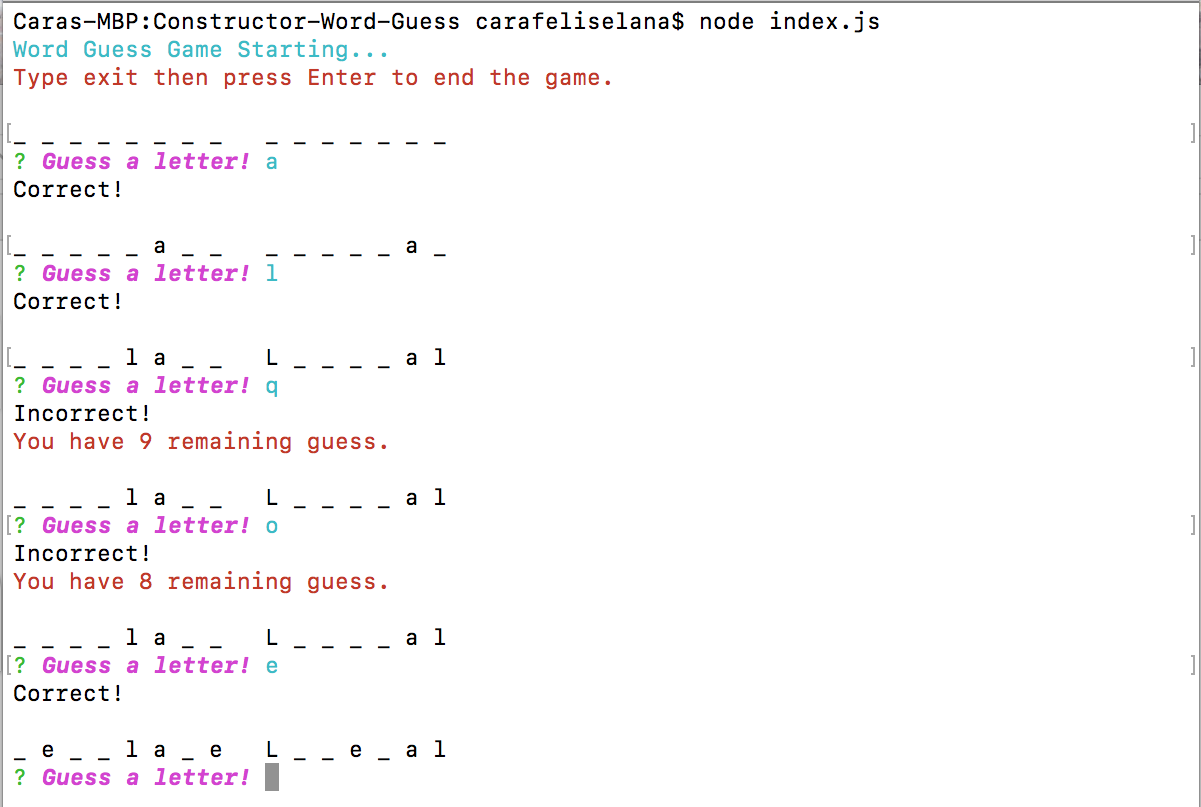 Caras-MBP:Constructor-Word-Guess carafeliselana$ node index.js
Word Guess Game Starting...
Type exit then press Enter to end the game.
[_ _ _ _ _ _ _ _   _ _ _ _ _ _ _ ]
? Guess a letter! a
Correct!
[_ _ _ _ _ a _ _   _ _ _ _ _ a _ ]
? Guess a letter! l
Correct!
[_ _ _ _ l a _ _   L _ _ _ _ a l ]
? Guess a letter! q
Incorrect!
You have 9 remaining guess.
_ _ _ _ l a _ _   L _ _ _ _ a l
[? Guess a letter! o ]
Incorrect!
You have 8 remaining guess.
_ _ _ _ l a _ _   L _ _ _ _ a l
[? Guess a letter! e ]
Correct!
_ e _ _ l a _ e   L _ _ e _ a l
? Guess a letter!